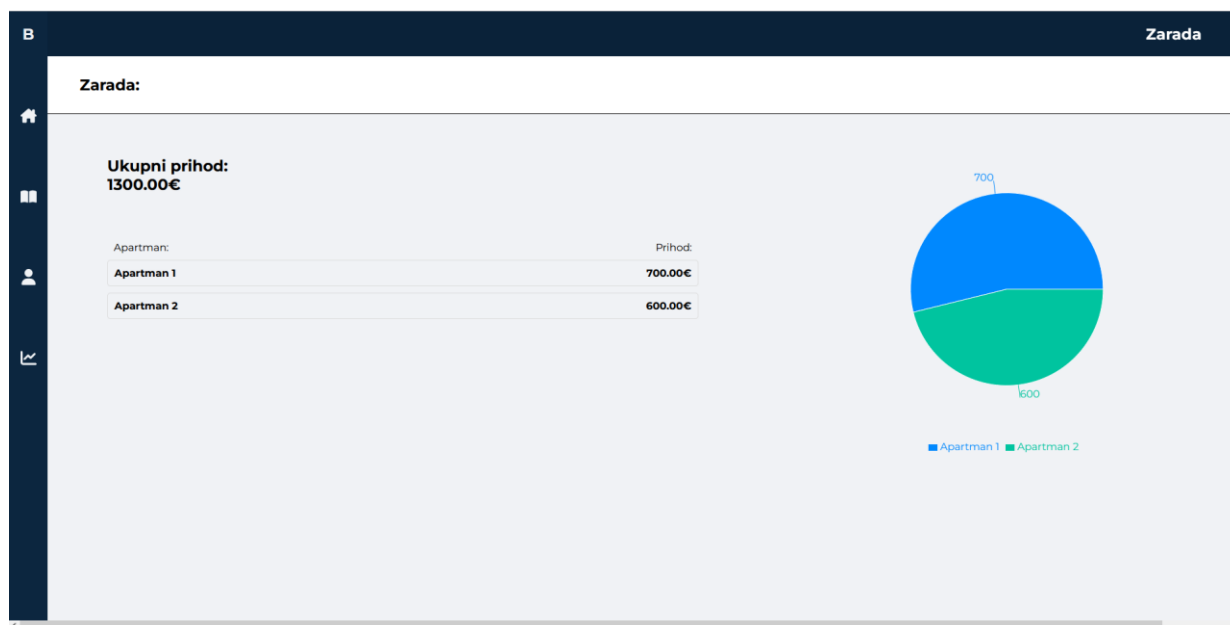 B
Zarada
Zarada:
Ukupni prihod:
1300.00€
Apartman: Prihod:
Apartman 1 700.00€
Apartman 2 600.00€
700
600
Apartman 1 Apartman 2